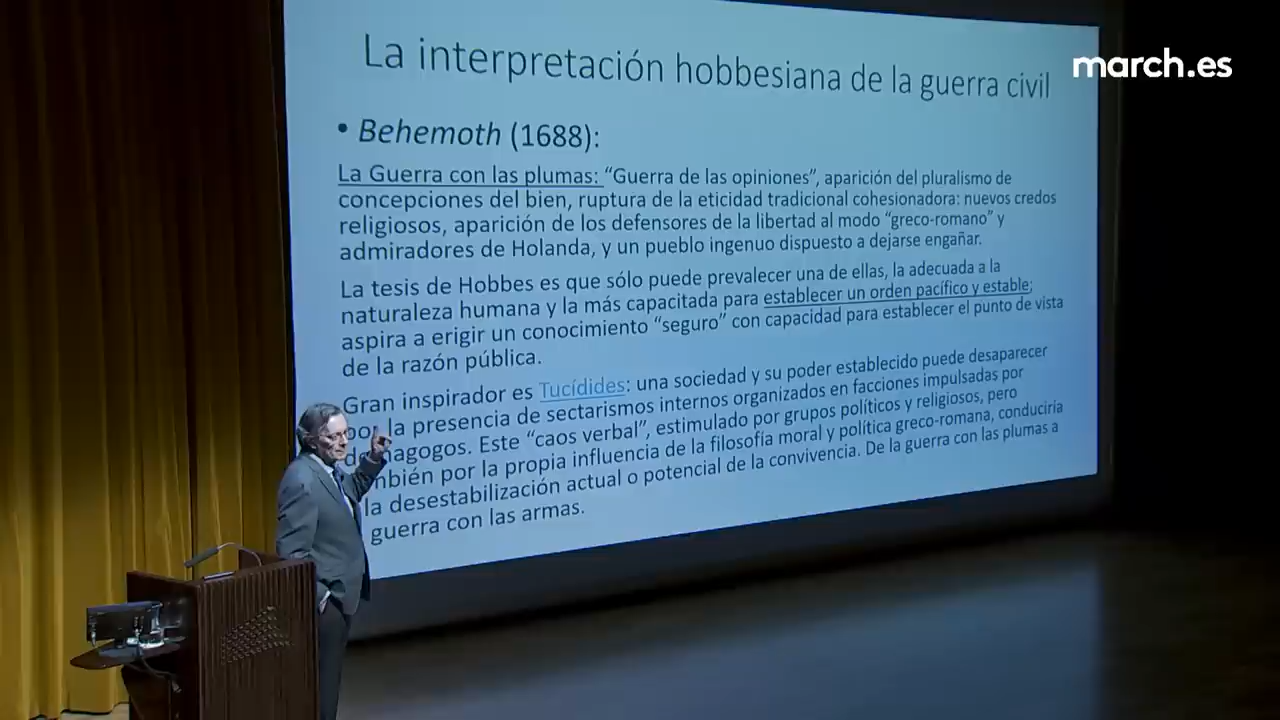 La interpretación hobbesiana de la guerra civil
march.es
• Behemoth (1688):
La Guerra con las plumas: “Guerra de las opiniones”, aparición del pluralismo de
concepciones del bien, ruptura de la eticidad tradicional cohesionadora: nuevos credos
religiosos, aparición de los defensores de la libertad al modo “greco-romano” y
admiradores de Holanda, y un pueblo ingenuo dispuesto a dejarse engañar.
La tesis de Hobbes es que sólo puede prevalecer una de ellas, la adecuada a la
naturaleza humana y la más capacitada para establecer un orden pacífico y estable;
aspira a erigir un conocimiento “seguro” con capacidad para establecer el punto de vista
de la razón pública.
Gran inspirador es Tucídides: una sociedad y su poder establecido puede desaparecer
por la presencia de sectarismos internos organizados en facciones impulsadas por
Este “caos verbal”, estimulado por grupos políticos y religiosos, pero
por la propia influencia de la filosofía moral y política greco-romana, conduciría
la desestabilización actual o potencial de la convivencia. De la guerra con las plumas a
guerra con las armas.